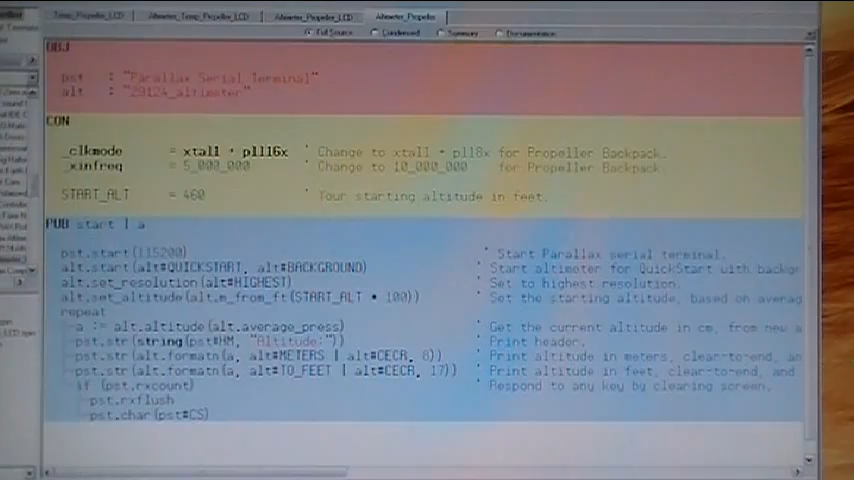 Temp_Propeller_LCD   Altimeter_Temp_Propeller_LCD   Altimeter_Propeller_LCD   Altimeter_Propeller
Full Source   Condensed   Summary   Documentation
OBJ
pst : "Parallax Serial Terminal"
alt : "29124_altimeter"
CON
_clkmode = xtal1 + pll16x ' Change to xtal1 + pll8x for Propeller Backpack.
_xinfreq = 5_000_000 ' Change to 10_000_000 for Propeller Backpack.
START_ALT = 460 ' Your starting altitude in feet.
PUB start | a
pst.start(115200) ' Start Parallax serial terminal.
alt.start(alt#QUICKSTART, alt#BACKGROUND) ' Start altimeter for QuickStart with backgr
alt.set_resolution(alt#HIGHEST) ' Set to highest resolution.
alt.set_altitude(alt.m_from_ft(START_ALT * 100)) ' Set the starting altitude, based on averag
repeat
a := alt.altitude(alt.average_press) ' Get the current altitude in cm, from new a
pst.str(string(pst#HM, "Altitude:")) ' Print header.
pst.str(alt.formatn(a, alt#METERS | alt#CECR, 8)) ' Print altitude in meters, clear-to-end, an
pst.str(alt.formatn(a, alt#TO_FEET | alt#CECR, 17)) ' Print altitude in feet, clear-to-end, and
if (pst.rxcount) ' Respond to any key by clearing screen.
pst.rxflush
pst.char(pst#CS)